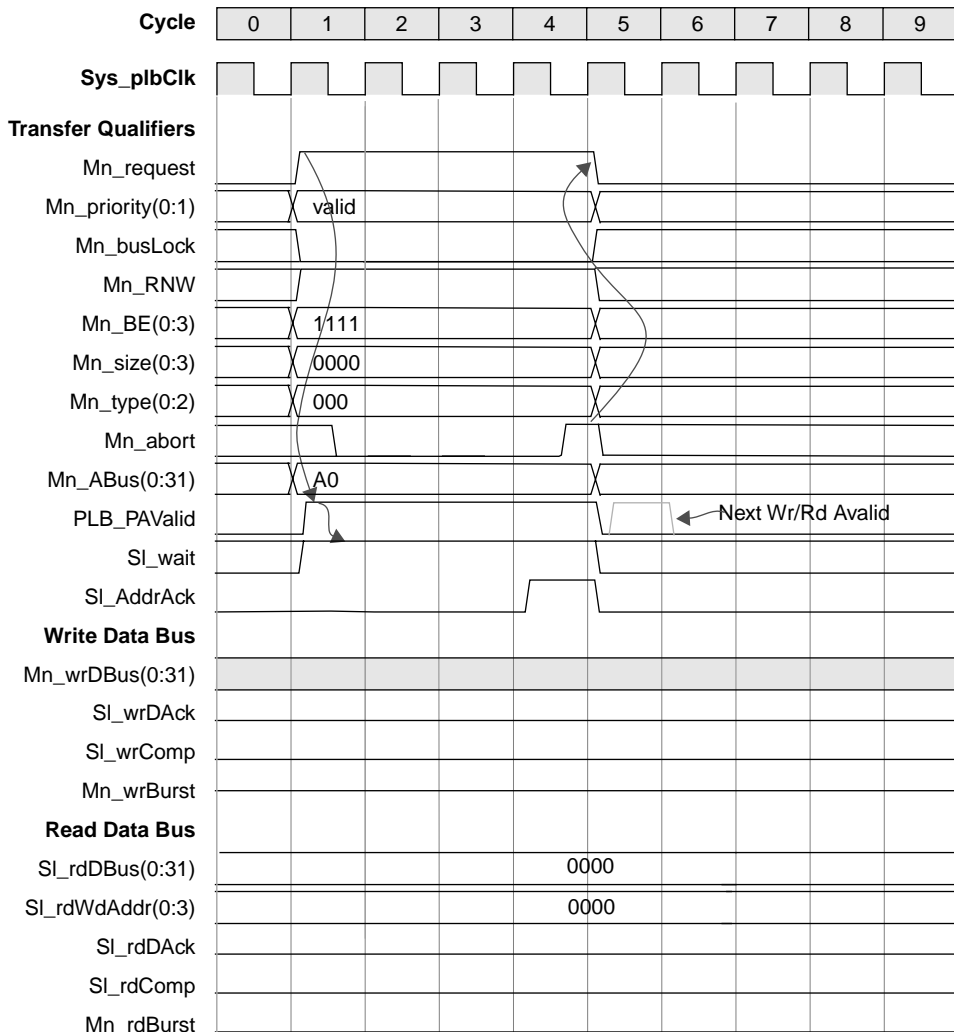 Cycle 0 1 2 3 4 5 6 7 8 9
Sys_plbClk
Transfer Qualifiers
Mn_request
Mn_priority(0:1) valid
Mn_busLock
Mn_RNW
Mn_BE(0:3) 1111
Mn_size(0:3) 0000
Mn_type(0:2) 000
Mn_abort
Mn_ABus(0:31) A0
PLB_PAValid Next Wr/Rd Avalid
Sl_wait
Sl_AddrAck
Write Data Bus
Mn_wrDBus(0:31)
Sl_wrDAck
Sl_wrComp
Mn_wrBurst
Read Data Bus
Sl_rdDBus(0:31) 0000
Sl_rdWdAddr(0:3) 0000
Sl_rdDAck
Sl_rdComp
Mn_rdBurst